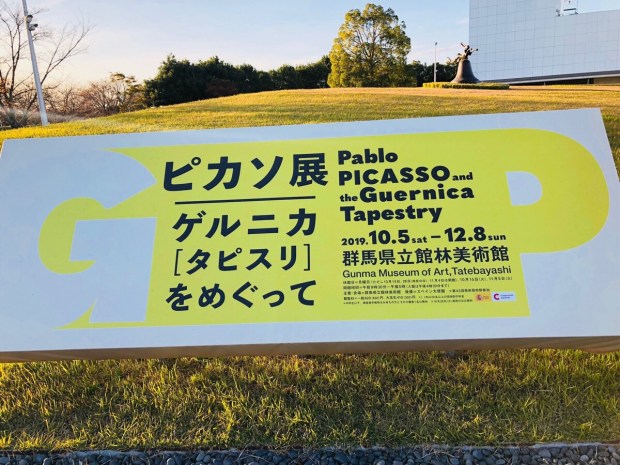 ピカソ展
ゲルニカ
[タピスリ]
をめぐって
Pablo
PICASSO and
the Guernica
Tapestry
2019.10.5 sat – 12.8 sun
群馬県立館林美術館
Gunma Museum of Art, Tatebayashi